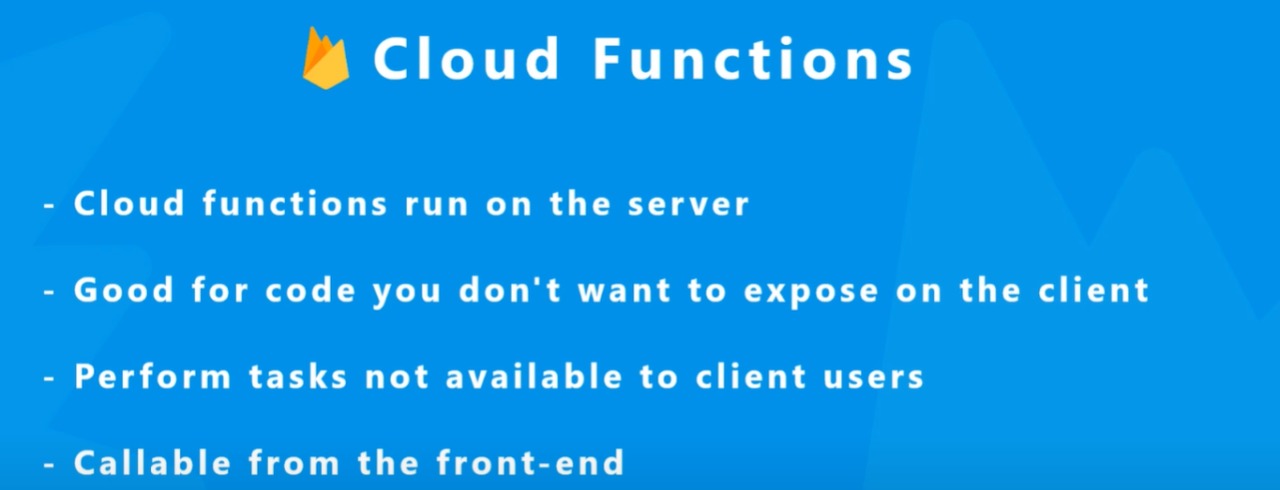 Cloud Functions
- Cloud functions run on the server
- Good for code you don't want to expose on the client
- Perform tasks not available to client users
- Callable from the front-end